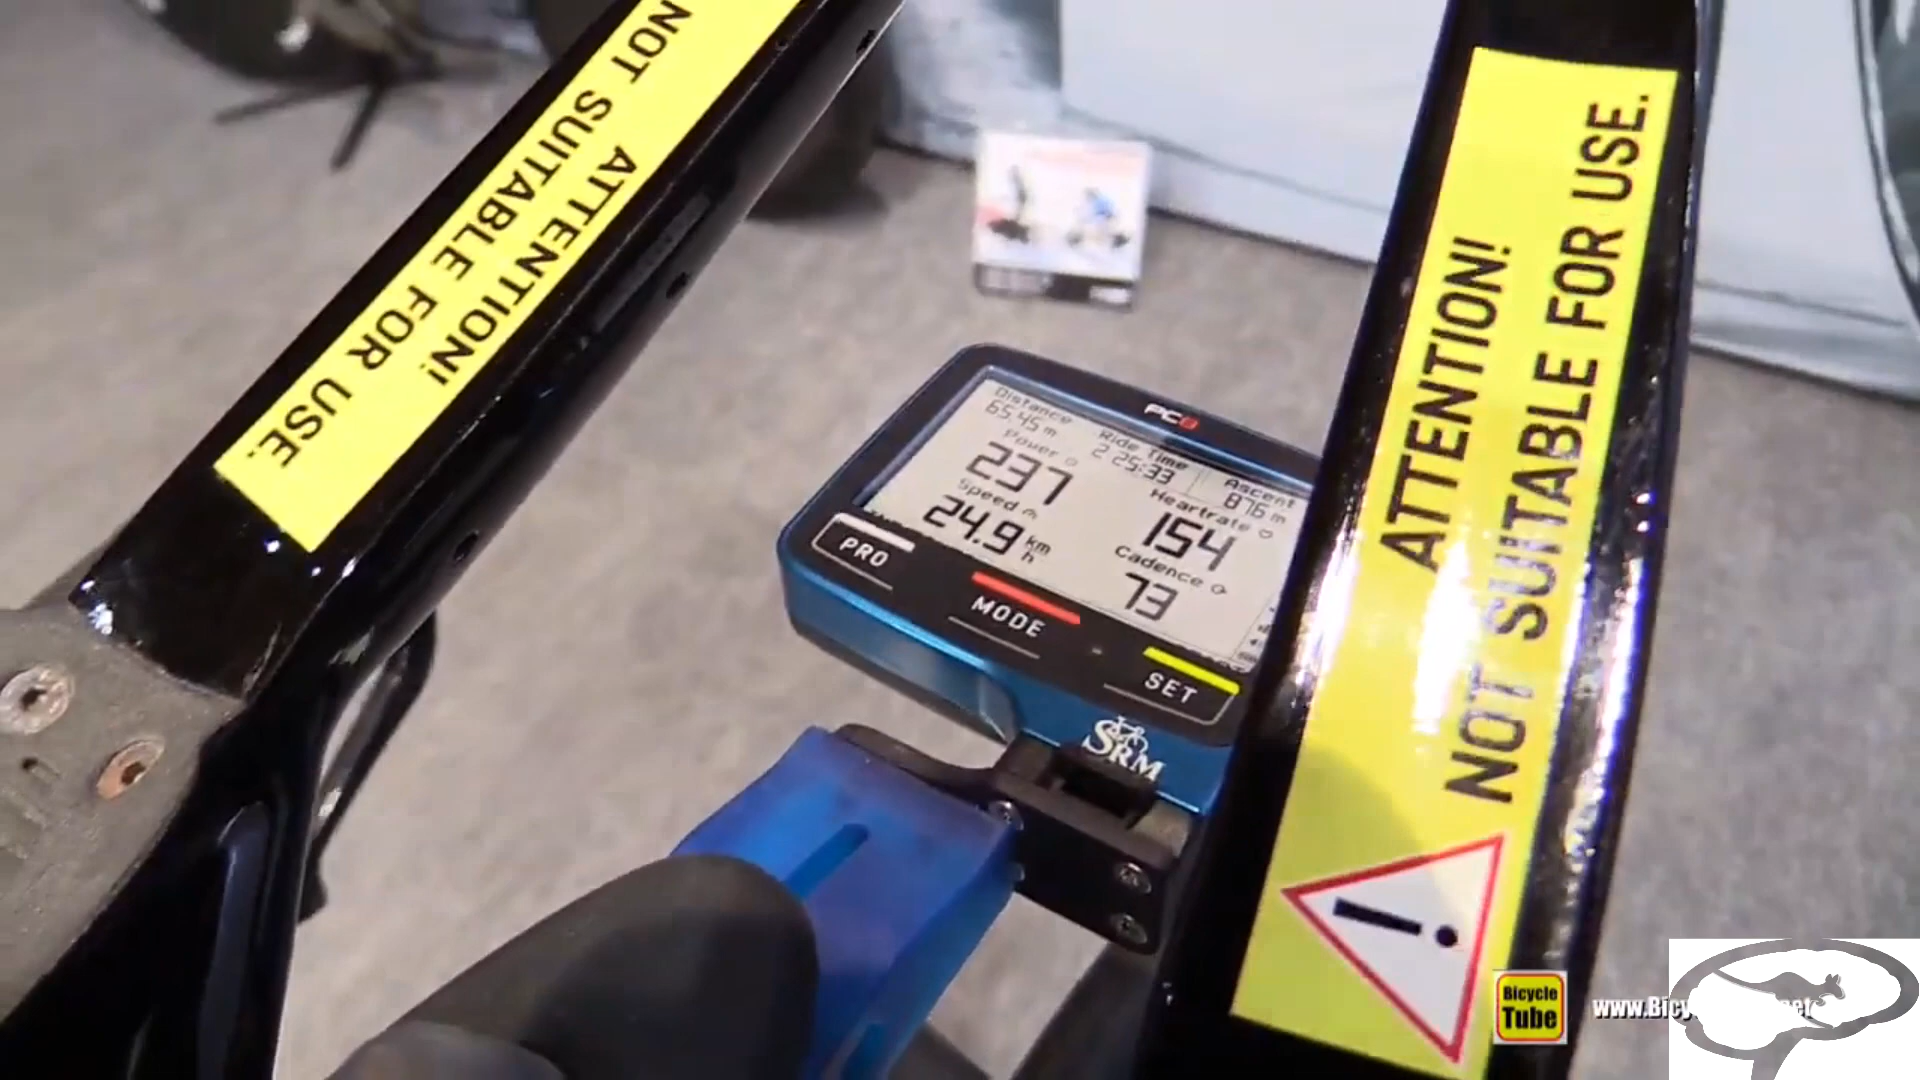 NOT SUITABLE FOR USE.
ATTENTION!
PC8
Distance
65.45 m
Ride Time
2:25:33
Ascent
876 m
Power
237
Heartrate
154
Speed
24.9 km
h
Cadence
73
PRO
MODE
SET
SRM
ATTENTION!
NOT SUITABLE FOR USE.
!
Bicycle
Tube